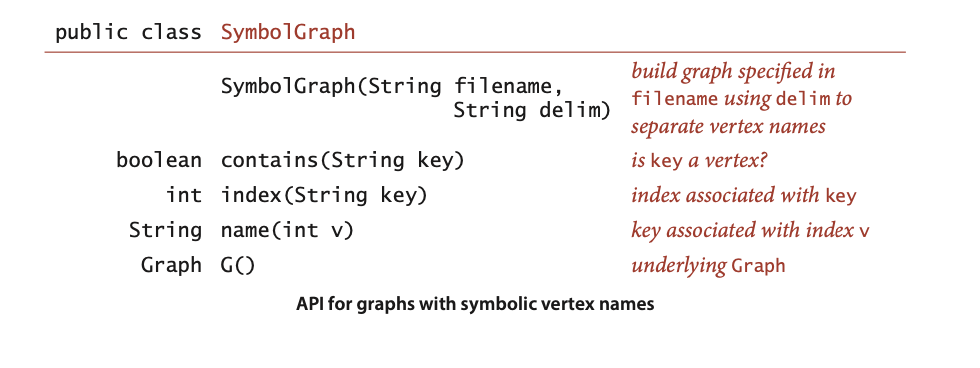 public class SymbolGraph
SymbolGraph(String filename, String delim) build graph specified in filename using delim to separate vertex names
boolean contains(String key) is key a vertex?
int index(String key) index associated with key
String name(int v) key associated with index v
Graph G() underlying Graph
API for graphs with symbolic vertex names